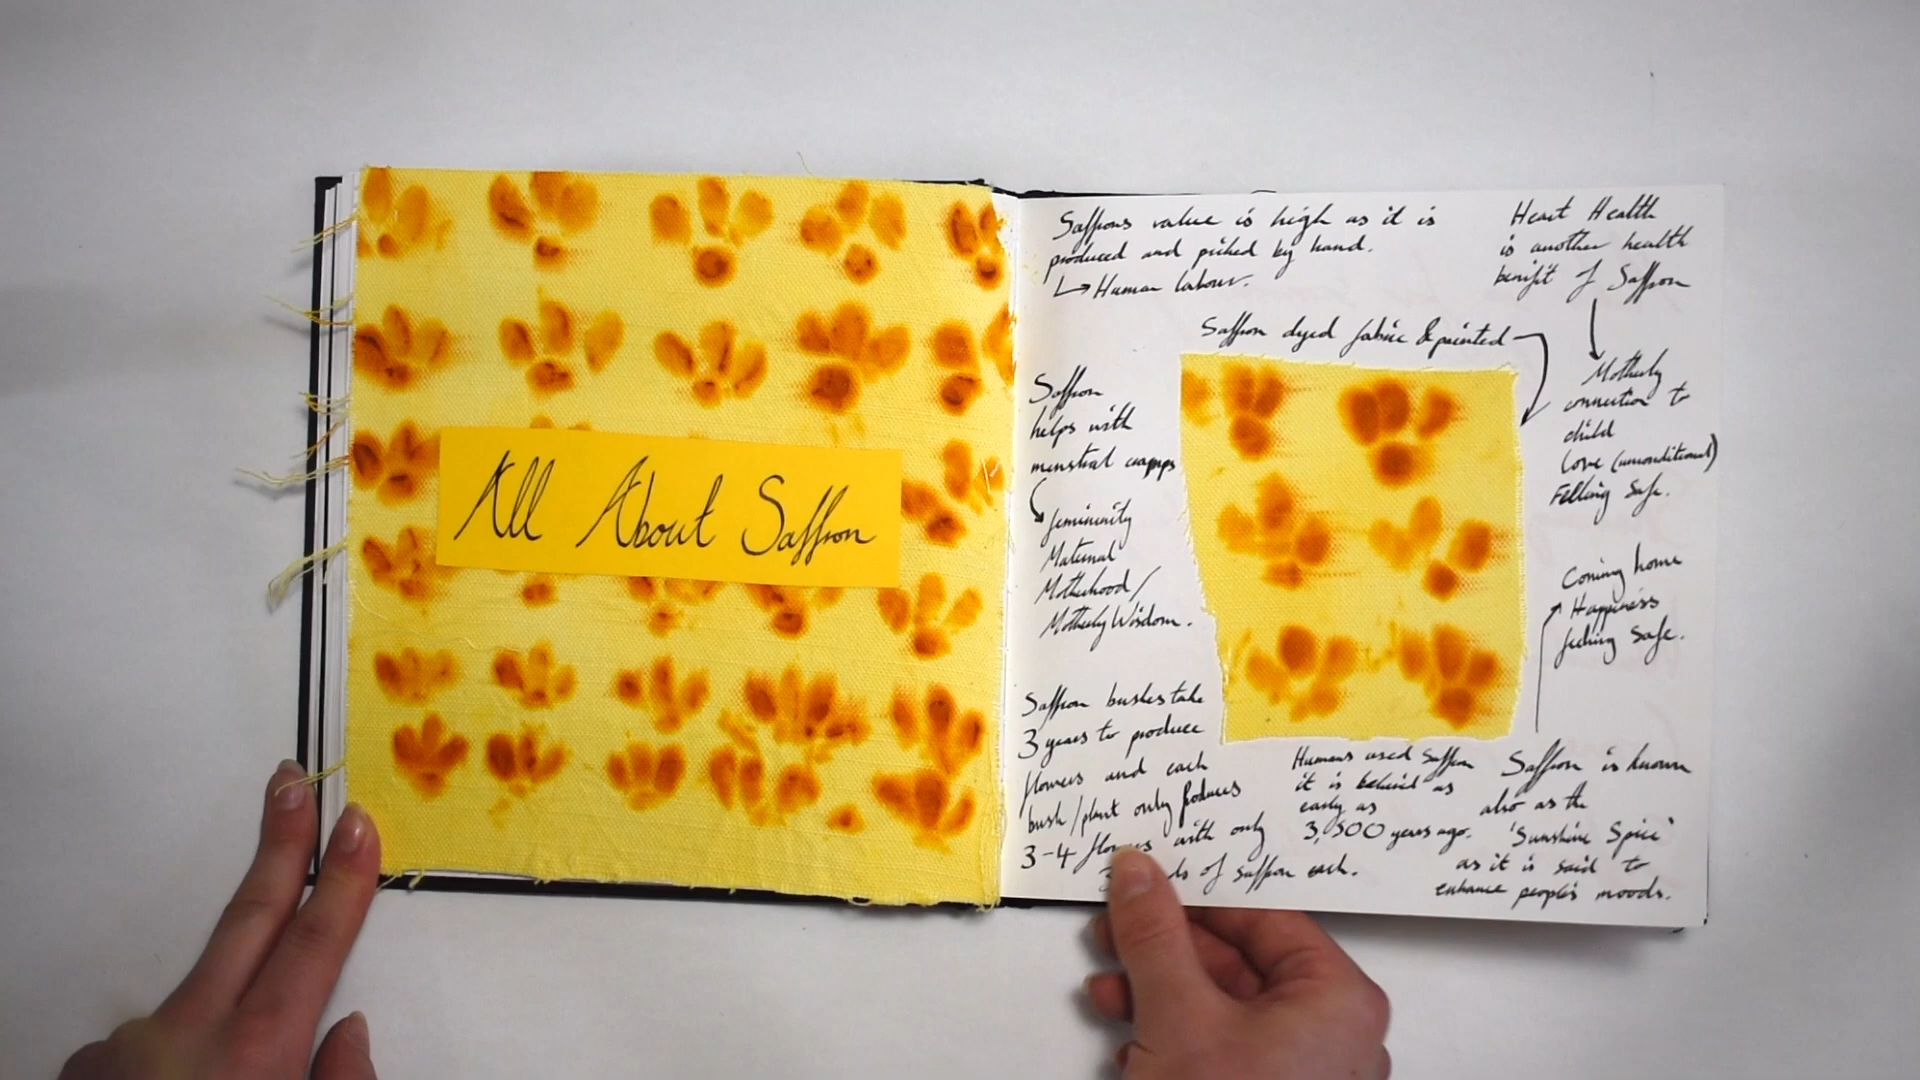 All About Saffron
Saffrons value is high as it is
produced and picked by hand.
↳ Human labour.
Heart Health
is another health
benifit of Saffron
Motherly
connection to
child
Love (unconditional)
Felling Safe.
Saffron dyed fabric & painted
Saffron
helps with
menstral
femininity
Maternal
Motherhood/
Motherly Wisdom.
Coming home
Happiness
feeling Safe.
Saffron bushes take
3 years to produce
flowers and each
bush/plant only produces
3-4 flowers with only
of saffron each.
Humans used Saffron
it is believed as
early as
3,500 years ago.
Saffron is known
also as the
'Sunshine Spice'
as it is said to
enhance people's moods.